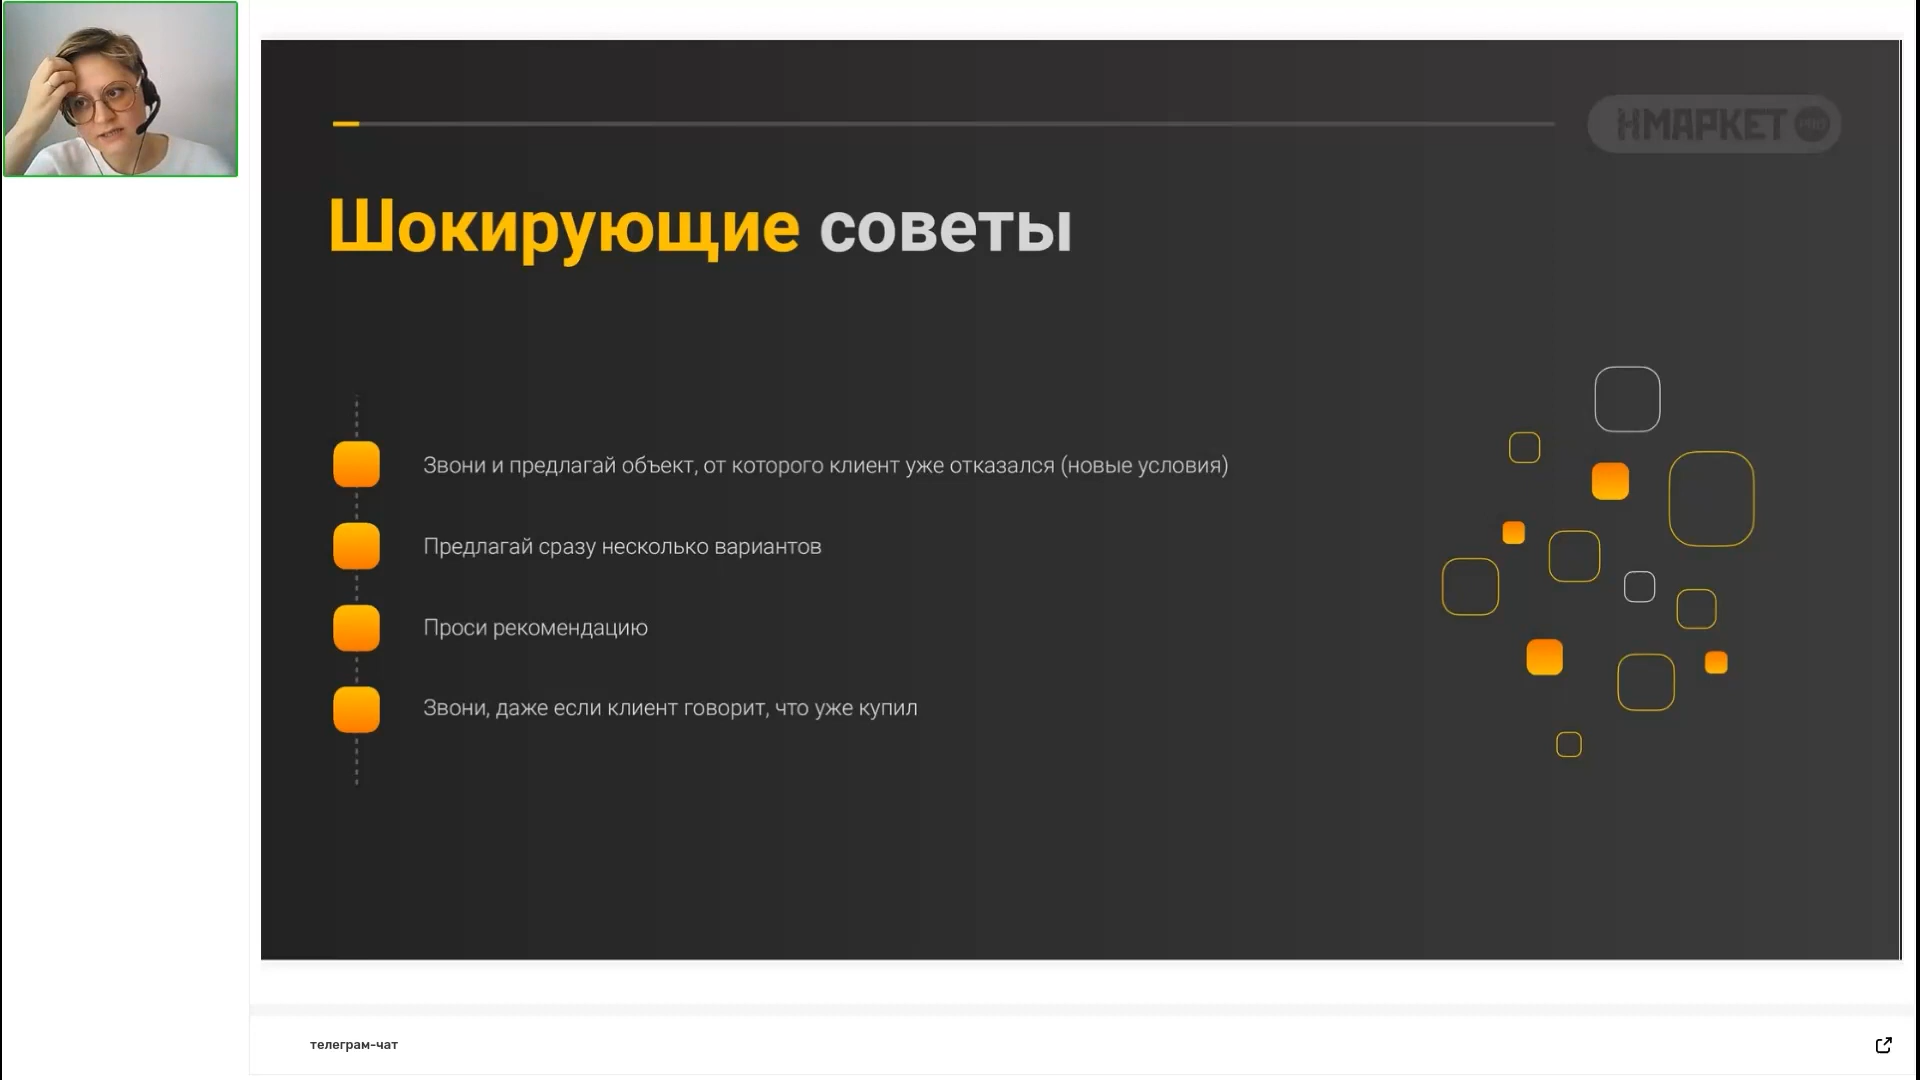 НМАРКЕТ PRO
Шокирующие советы
Звони и предлагай объект, от которого клиент уже отказался (новые условия)
Предлагай сразу несколько вариантов
Проси рекомендацию
Звони, даже если клиент говорит, что уже купил
телеграм-чат